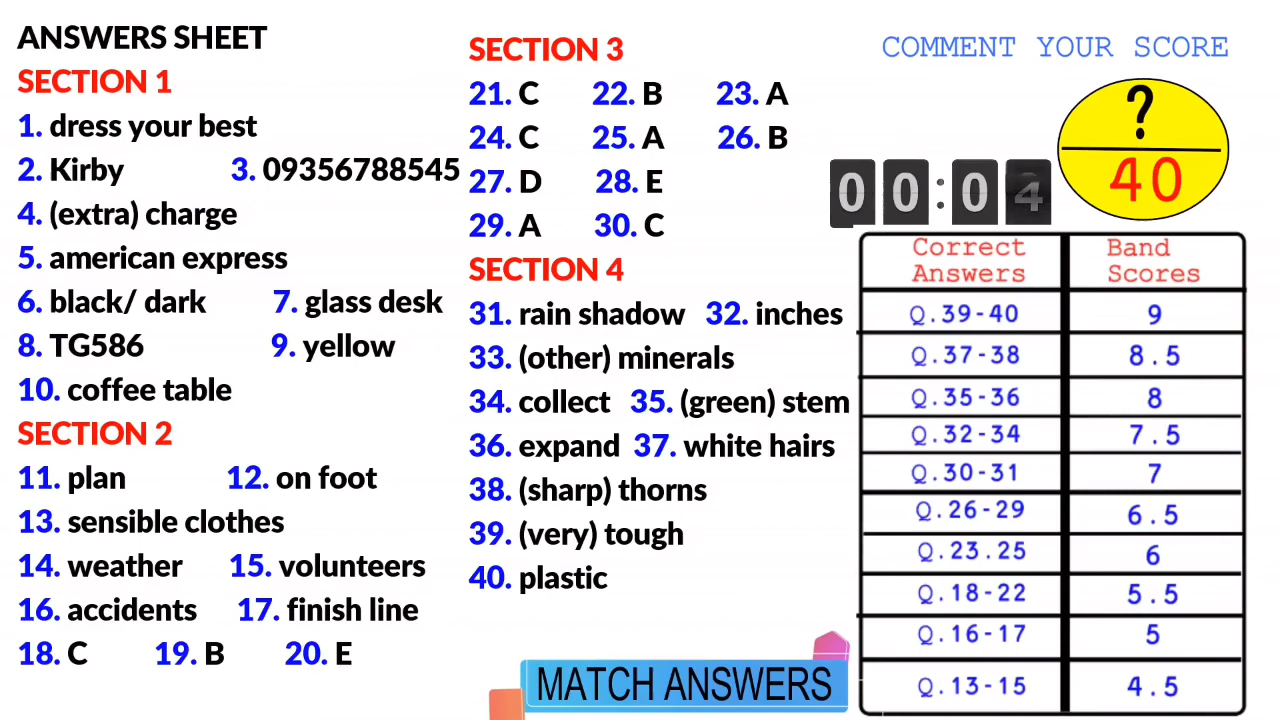 ANSWERS SHEET
SECTION 1
1. dress your best
2. Kirby 3. 09356788545
4. (extra) charge
5. american express
6. black/ dark 7. glass desk
8. TG586 9. yellow
10. coffee table
SECTION 2
11. plan 12. on foot
13. sensible clothes
14. weather 15. volunteers
16. accidents 17. finish line
18. C 19. B 20. E
SECTION 3
21. C 22. B 23. A
24. C 25. A 26. B
27. D 28. E
29. A 30. C
SECTION 4
31. rain shadow 32. inches
33. (other) minerals
34. collect 35. (green) stem
36. expand 37. white hairs
38. (sharp) thorns
39. (very) tough
40. plastic
MATCH ANSWERS
COMMENT YOUR SCORE
?
40
00:04
Correct Answers Band Scores
Q.39-40 9
Q.37-38 8.5
Q.35-36 8
Q.32-34 7.5
Q.30-31 7
Q.26-29 6.5
Q.23.25 6
Q.18-22 5.5
Q.16-17 5
Q.13-15 4.5